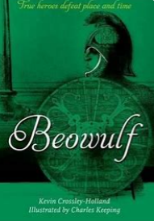 True heroes defeat place and time
Beowulf
Kevin Crossley-Holland
Illustrated by Charles Keeping